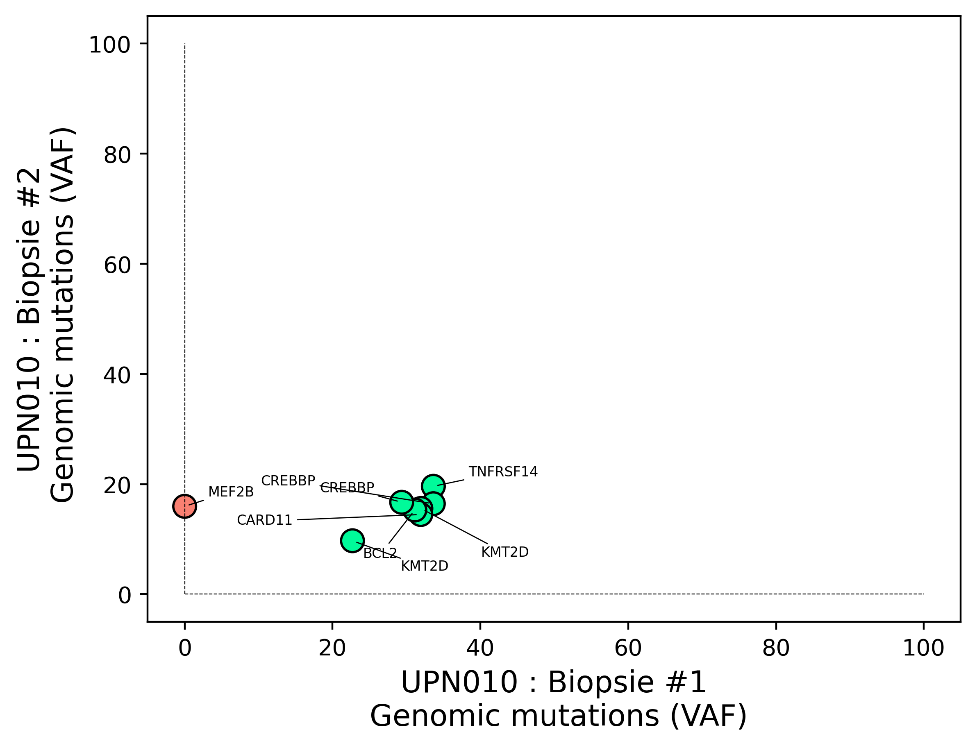 100
80
60
40
20
0
UPN010 : Biopsie #2
Genomic mutations (VAF)
TNFRSF14
CREBBP
CREBBP
MEF2B
CARD11
BCL2
KMT2D
KMT2D
0
20
40
60
80
100
UPN010 : Biopsie #1
Genomic mutations (VAF)